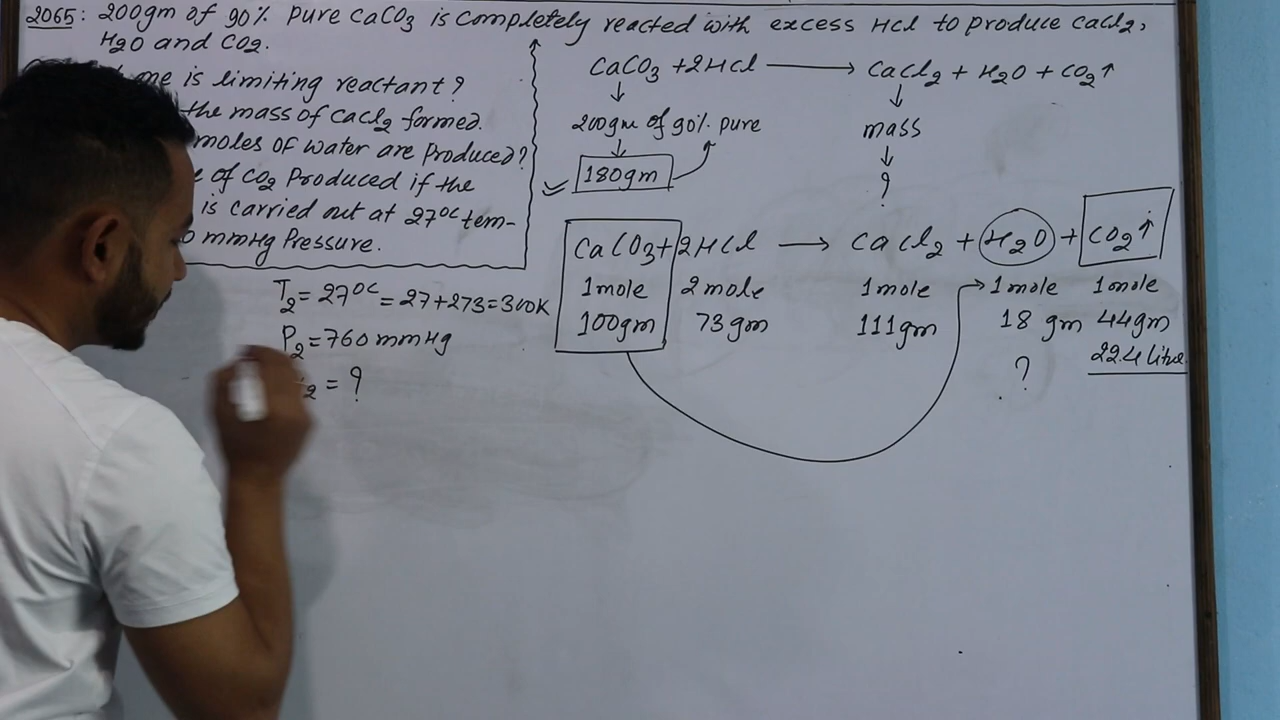 2065: 200gm of 90% pure CaCO3 is completely reacted with excess HCl to produce CaCl2,
H2O and CO2.
one is limiting reactant?
the mass of CaCl2 formed.
moles of water are produced?
of CO2 Produced if the
is carried out at 27°C tem-
mmHg Pressure.
CaCO3 + 2HCl → CaCl2 + H2O + CO2↑
↓ ↓
200gm of 90% pure mass
↓ ↓
180gm ?
CaCO3 + 2HCl → CaCl2 + H2O + CO2↑
1mole 2mole 1mole 1mole 1mole
100gm 73gm 111gm 18 gm 44gm
22.4 litre
?
T2 = 27°C = 27+273 = 300K
P2 = 760 mmHg
2 = ?